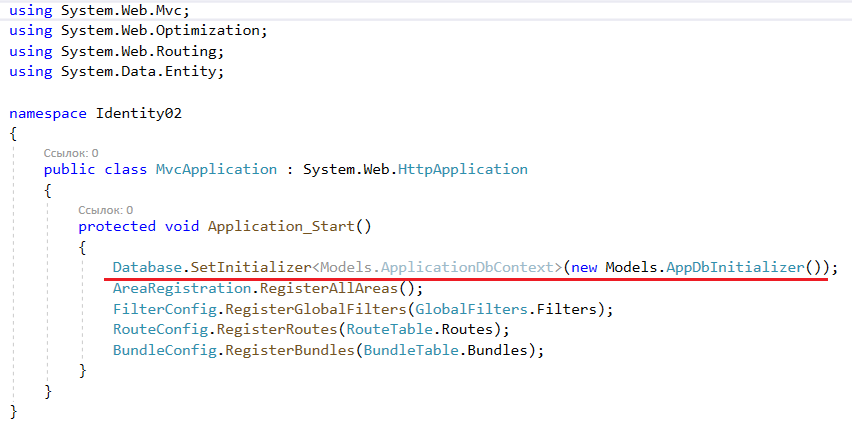 using System.Web.Mvc;
using System.Web.Optimization;
using System.Web.Routing;
using System.Data.Entity;
namespace Identity02
{
Ссылок: 0
public class MvcApplication : System.Web.HttpApplication
{
Ссылок: 0
protected void Application_Start()
{
Database.SetInitializer<Models.ApplicationDbContext>(new Models.AppDbInitializer());
AreaRegistration.RegisterAllAreas();
FilterConfig.RegisterGlobalFilters(GlobalFilters.Filters);
RouteConfig.RegisterRoutes(RouteTable.Routes);
BundleConfig.RegisterBundles(BundleTable.Bundles);
}
}
}